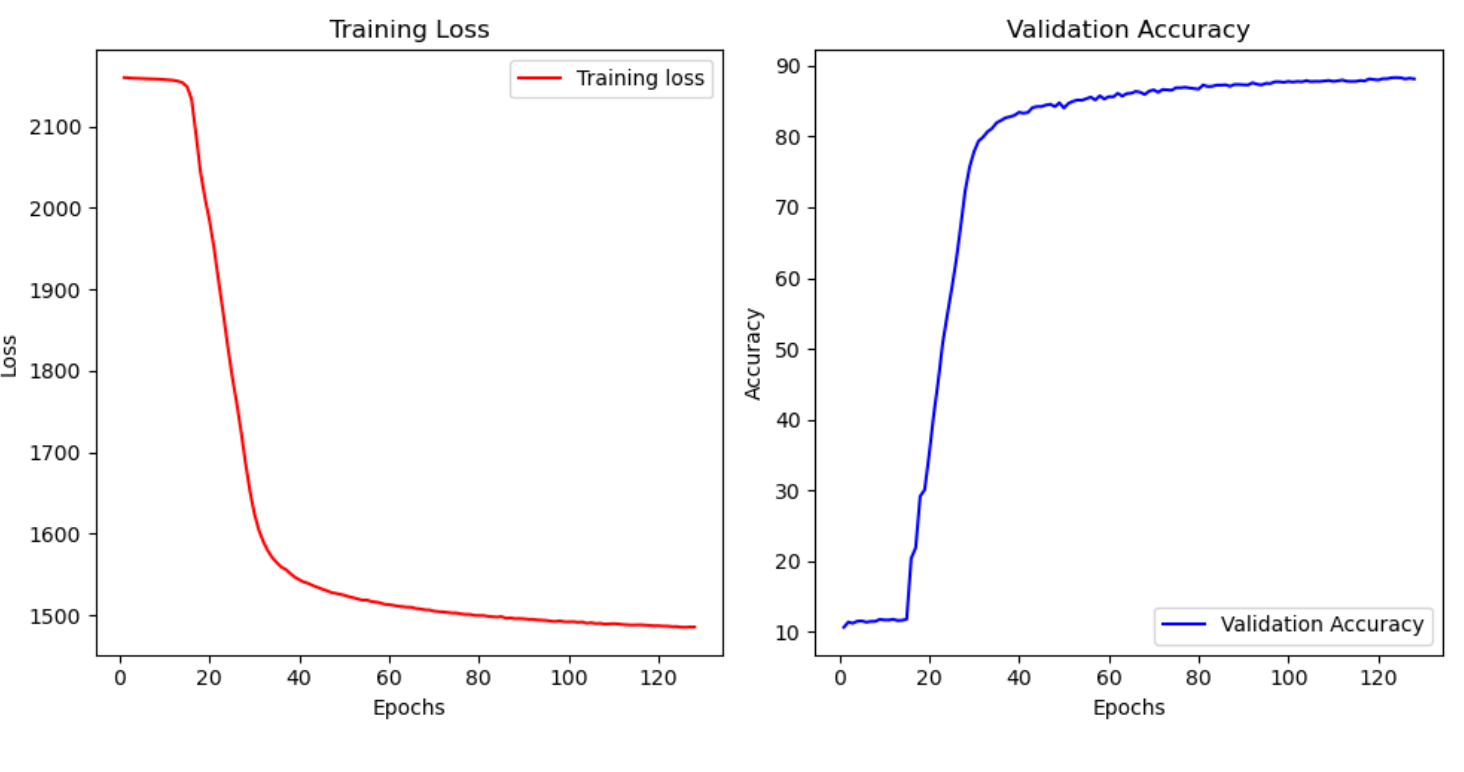 Training Loss
Training loss
2100
2000
1900
1800
1700
1600
1500
Loss
0 20 40 60 80 100 120
Epochs
Validation Accuracy
90
80
70
60
50
40
30
20
10
Accuracy
Validation Accuracy
0 20 40 60 80 100 120
Epochs